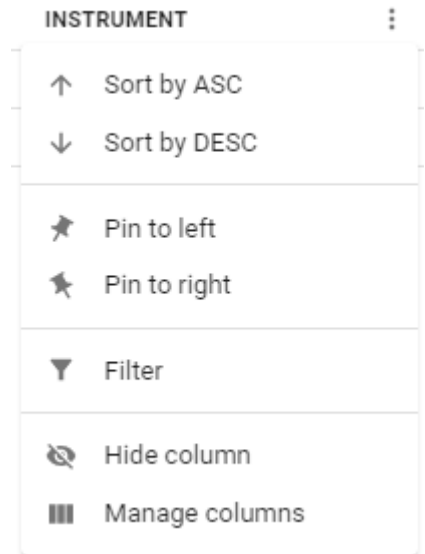 INSTRUMENT
Sort by ASC
Sort by DESC
Pin to left
Pin to right
Filter
Hide column
Manage columns